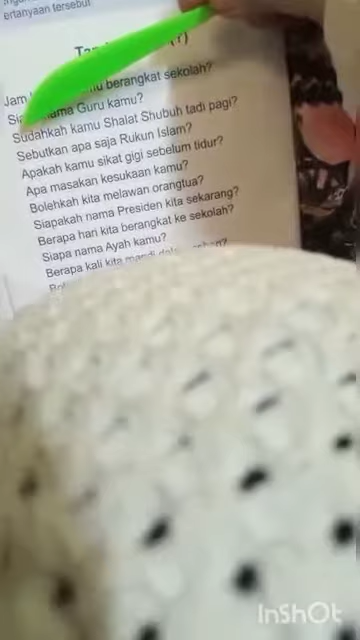 ertanyaan tersebut
(?)
Jam berangkat sekolah?
nama Guru kamu?
Sudahkah kamu Shalat Shubuh tadi pagi?
Sebutkan apa saja Rukun Islam?
Apakah kamu sikat gigi sebelum tidur?
Apa masakan kesukaan kamu?
Bolehkah kita melawan orangtua?
Siapakah nama Presiden kita sekarang?
Berapa hari kita berangkat ke sekolah?
Siapa nama Ayah kamu?
Berapa kali kita mandi
InShOt